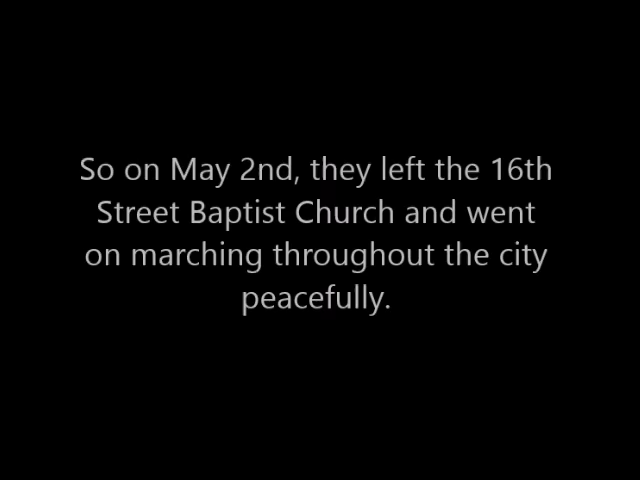 So on May 2nd, they left the 16th
Street Baptist Church and went
on marching throughout the city
peacefully.